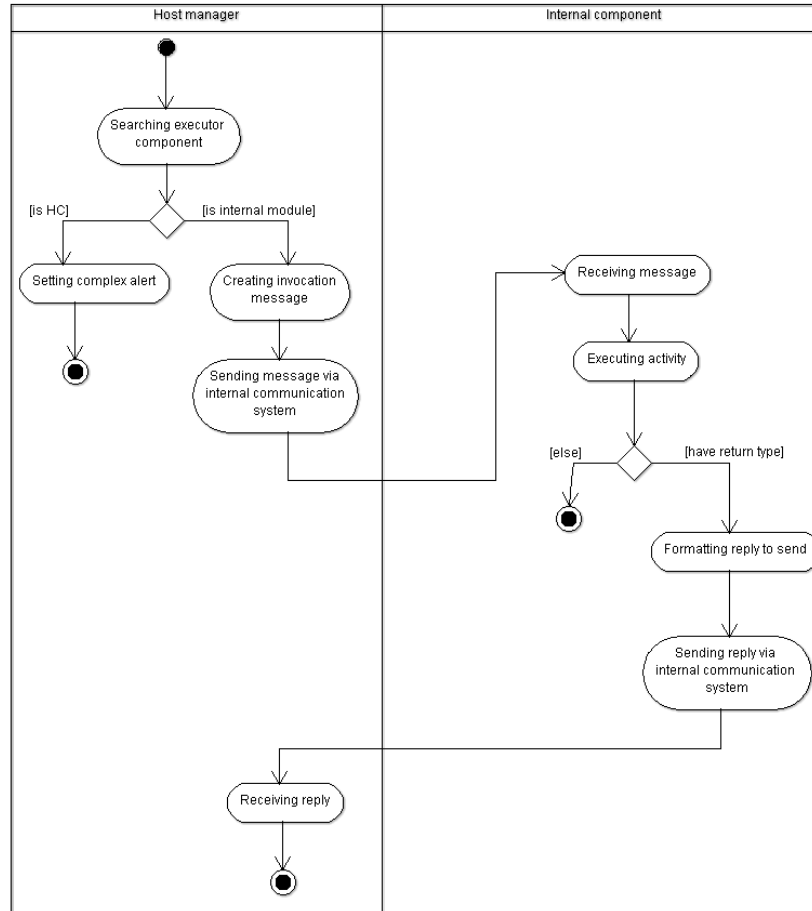 Host manager
Internal component
Searching executor
component
[is HC]
[is internal module]
Setting complex alert
Creating invocation
message
Sending message via
internal communication
system
Receiving message
Executing activity
[else]
[have return type]
Formatting reply to send
Sending reply via
internal communication
system
Receiving reply